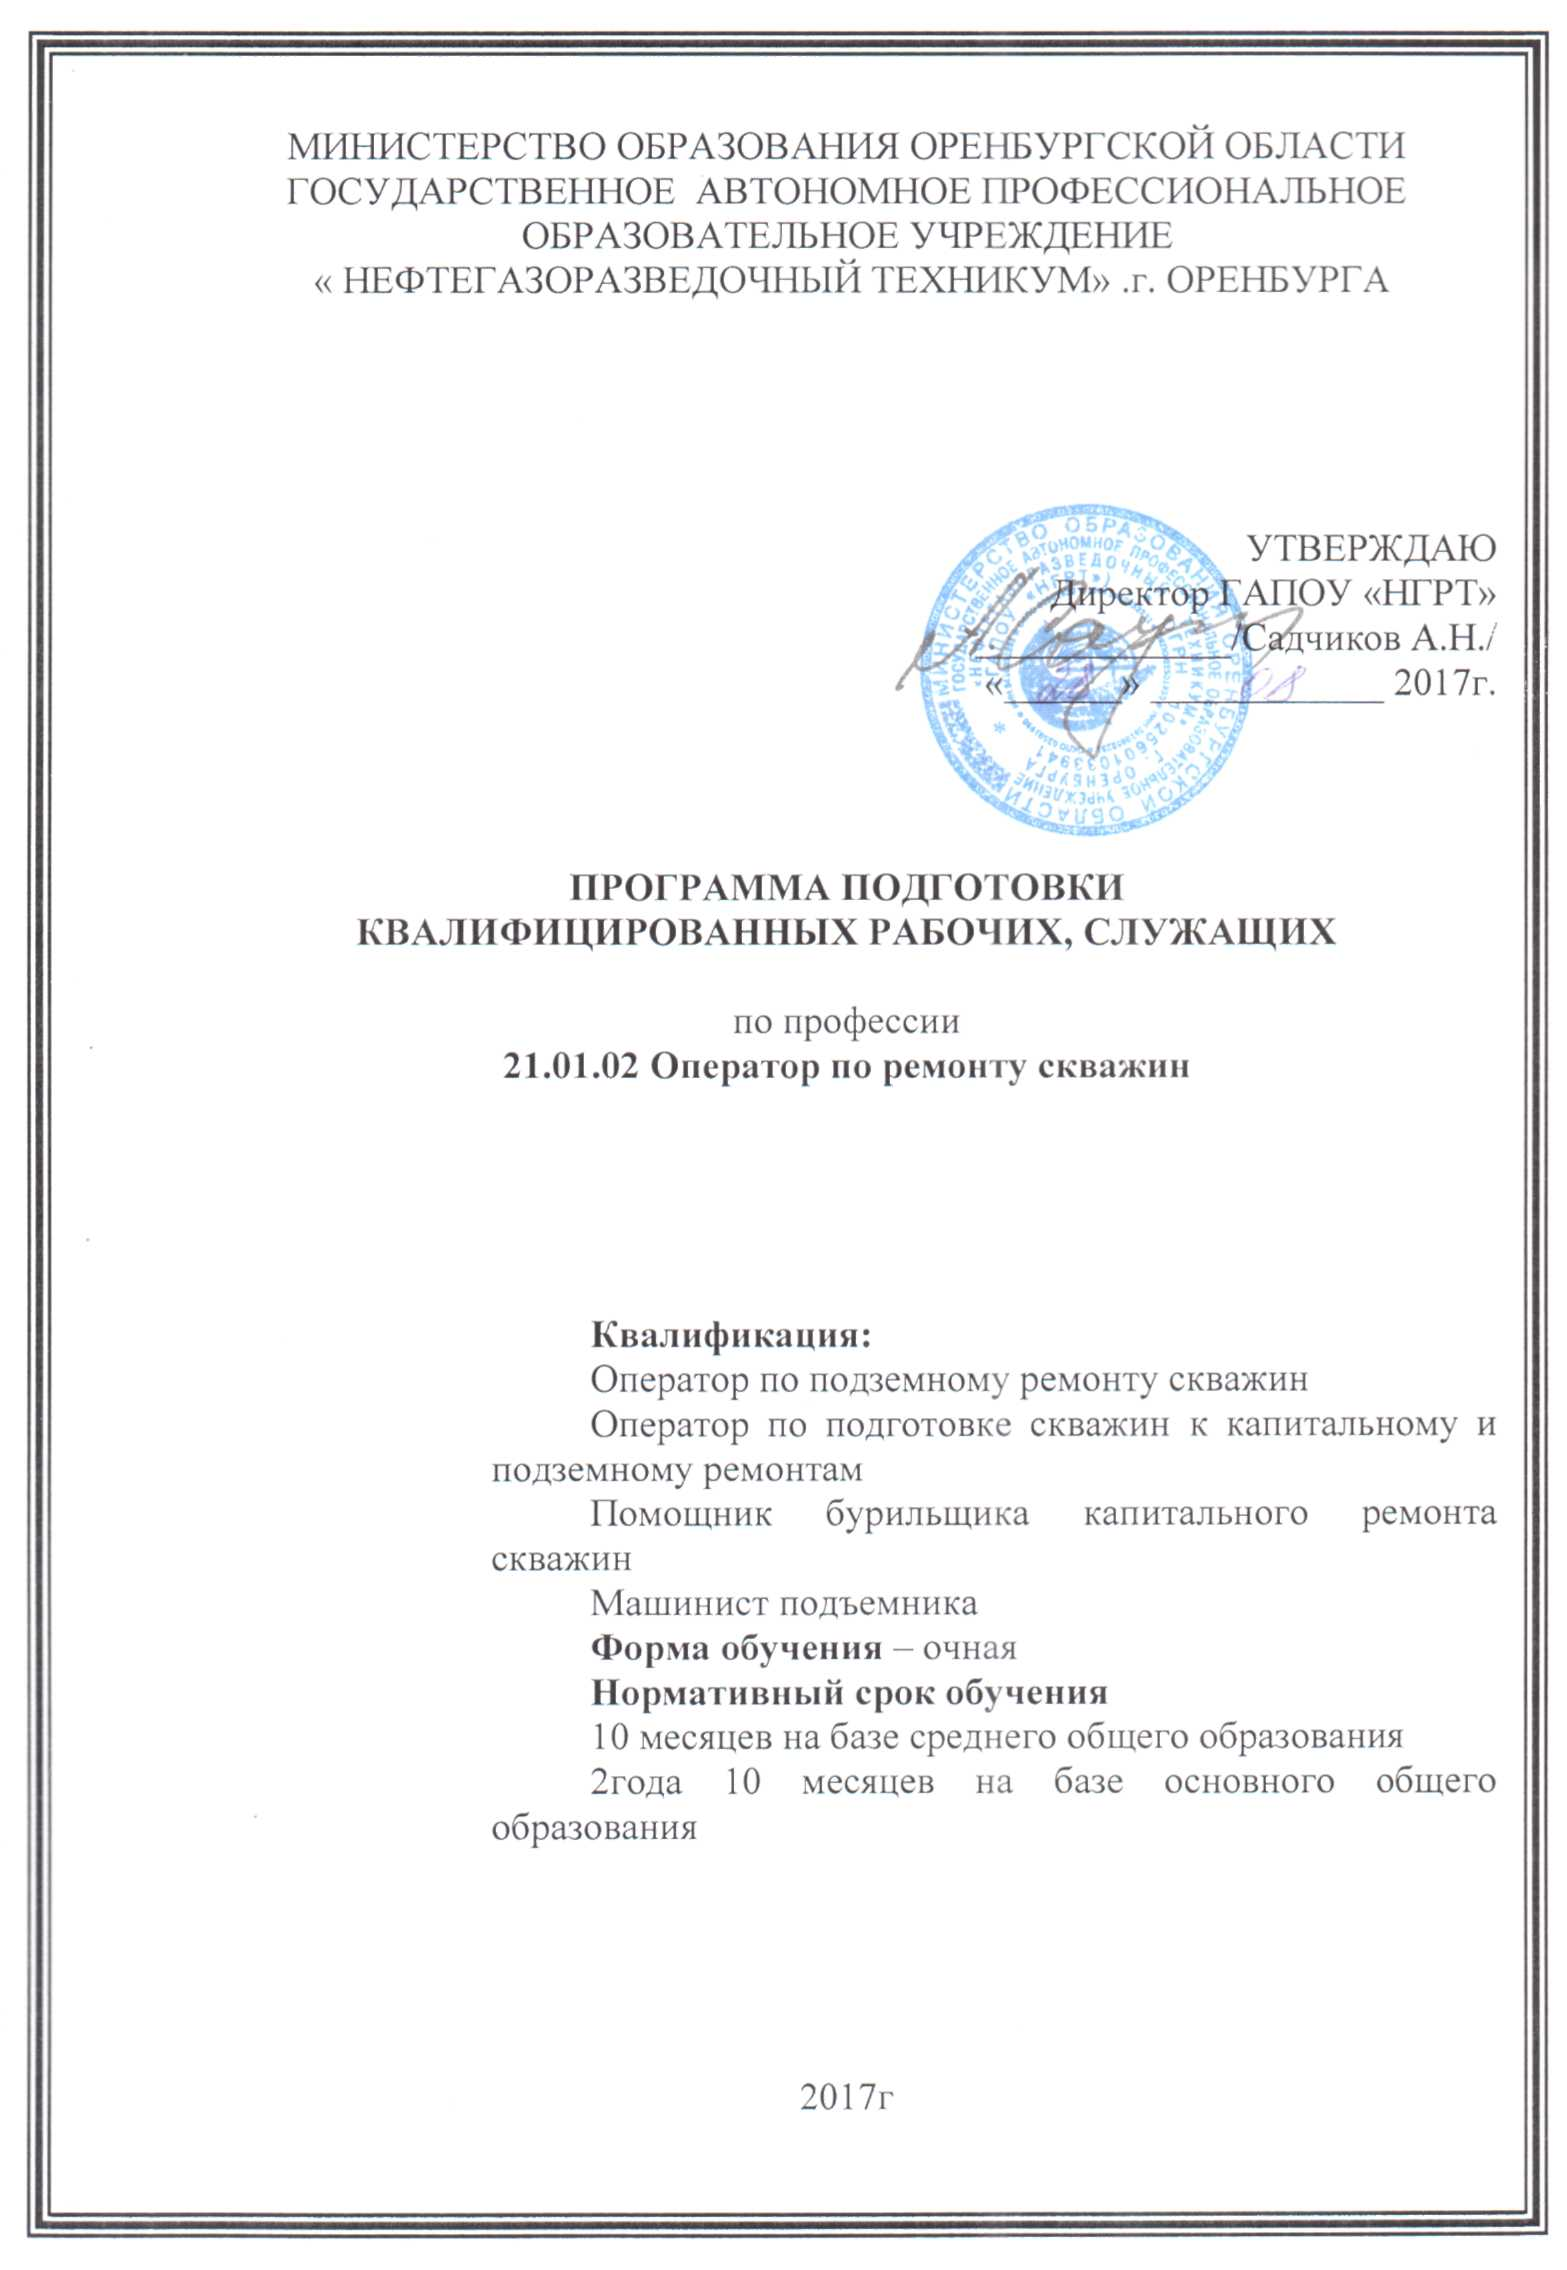 МИНИСТЕРСТВО ОБРАЗОВАНИЯ ОРЕНБУРГСКОЙ ОБЛАСТИ
ГОСУДАРСТВЕННОЕ АВТОНОМНОЕ ПРОФЕССИОНАЛЬНОЕ
ОБРАЗОВАТЕЛЬНОЕ УЧРЕЖДЕНИЕ
« НЕФТЕГАЗОРАЗВЕДОЧНЫЙ ТЕХНИКУМ» .г. ОРЕНБУРГА
УТВЕРЖДАЮ
Директор ГАПОУ «НГРТ»
/Садчиков А.Н./
«______» 08 2017г.
ПРОГРАММА ПОДГОТОВКИ
КВАЛИФИЦИРОВАННЫХ РАБОЧИХ, СЛУЖАЩИХ
по профессии
21.01.02 Оператор по ремонту скважин
Квалификация:
Оператор по подземному ремонту скважин
Оператор по подготовке скважин к капитальному и
подземному ремонтам
Помощник бурильщика капитального ремонта
скважин
Машинист подъемника
Форма обучения – очная
Нормативный срок обучения
10 месяцев на базе среднего общего образования
2года 10 месяцев на базе основного общего
образования
2017г